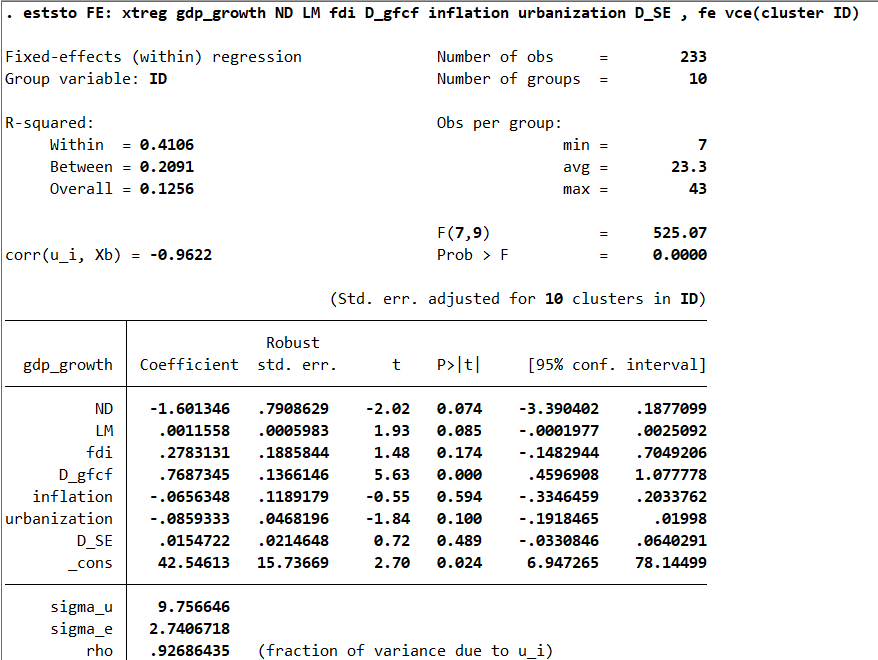 . eststo FE: xtreg gdp_growth ND LM fdi D_gfcf inflation urbanization D_SE , fe vce(cluster ID)
Fixed-effects (within) regression Number of obs = 233
Group variable: ID Number of groups = 10
R-squared: Obs per group:
Within = 0.4106 min = 7
Between = 0.2091 avg = 23.3
Overall = 0.1256 max = 43
F(7,9) = 525.07
corr(u_i, Xb) = -0.9622 Prob > F = 0.0000
(Std. err. adjusted for 10 clusters in ID)
Robust
gdp_growth Coefficient std. err. t P>|t| [95% conf. interval]
ND -1.601346 .7908629 -2.02 0.074 -3.390402 .1877099
LM .0011558 .0005983 1.93 0.085 -.0001977 .0025092
fdi .2783131 .1885844 1.48 0.174 -.1482944 .7049206
D_gfcf .7687345 .1366146 5.63 0.000 .4596908 1.077778
inflation -.0656348 .1189179 -0.55 0.594 -.3346459 .2033762
urbanization -.0859333 .0468196 -1.84 0.100 -.1918465 .01998
D_SE .0154722 .0214648 0.72 0.489 -.0330846 .0640291
_cons 42.54613 15.73669 2.70 0.024 6.947265 78.14499
sigma_u 9.756646
sigma_e 2.7406718
rho .92686435 (fraction of variance due to u_i)